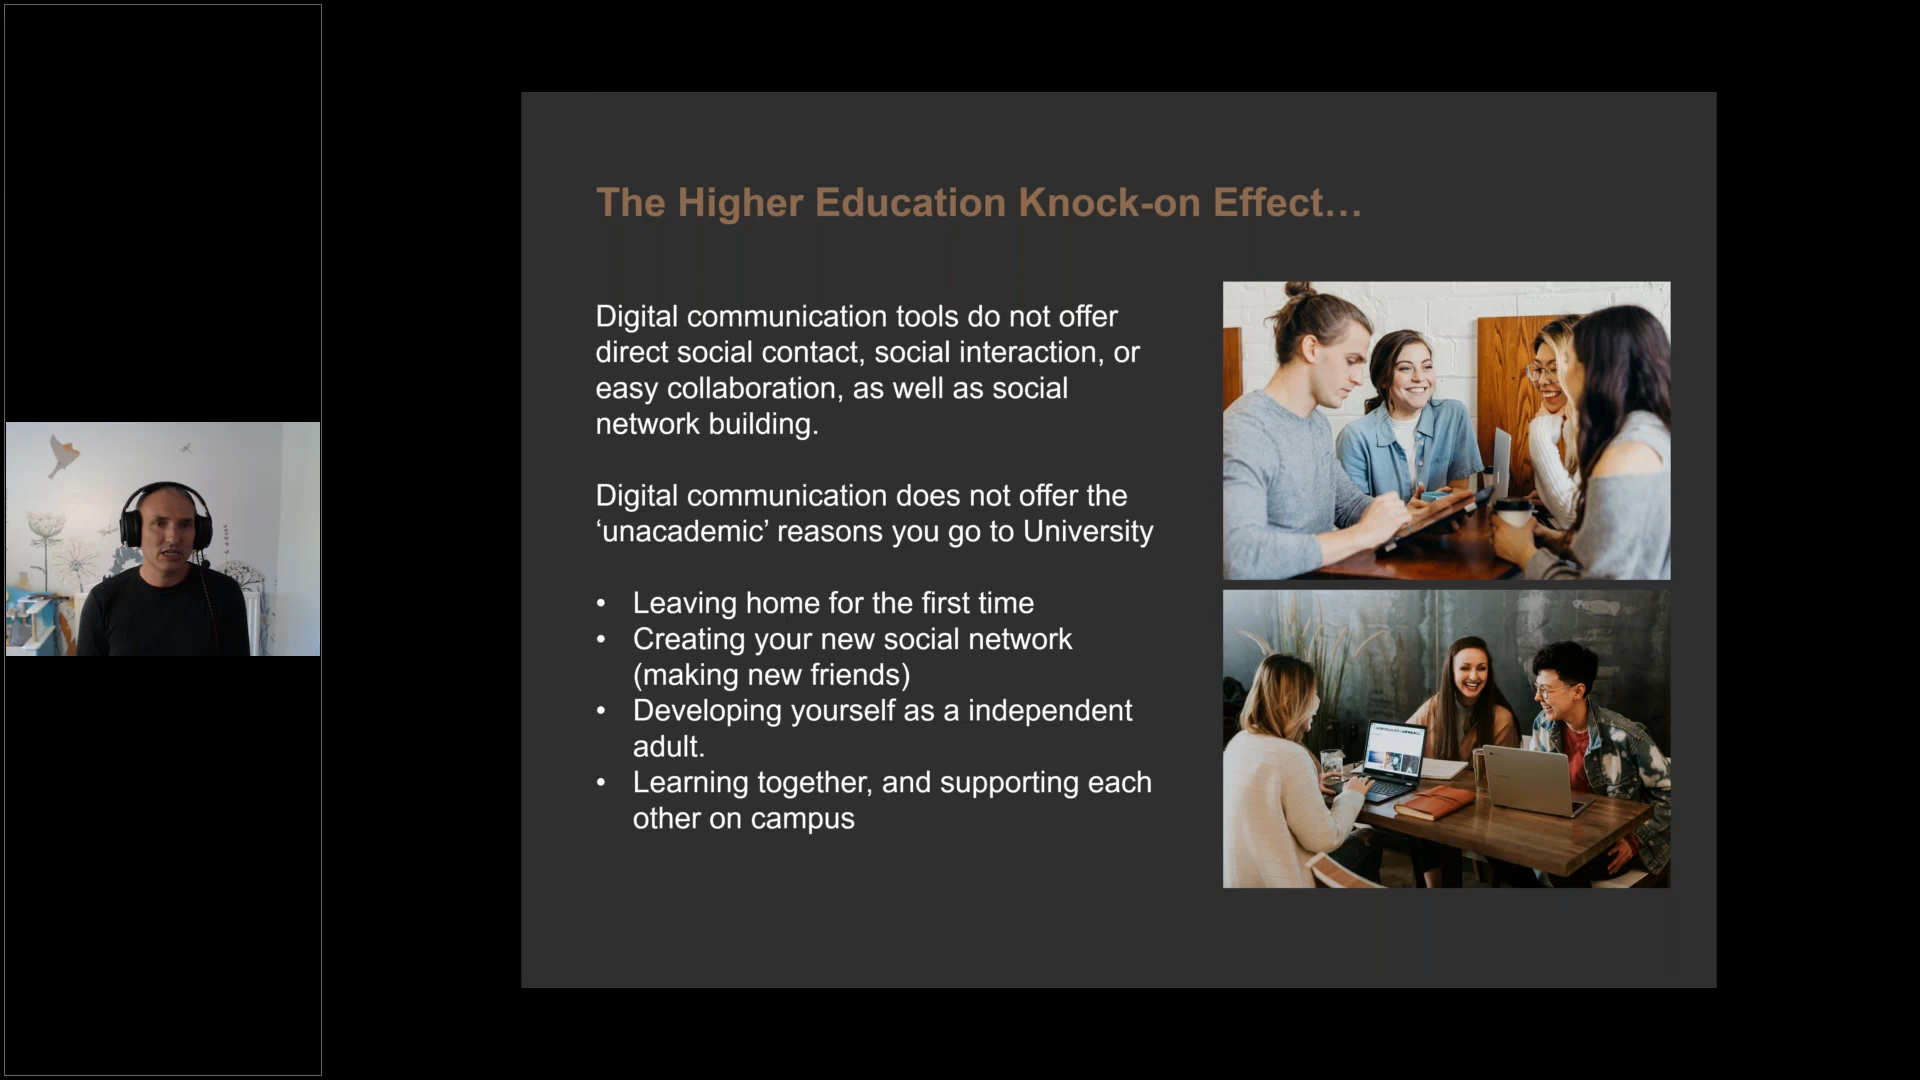 The Higher Education Knock-on Effect…
Digital communication tools do not offer
direct social contact, social interaction, or
easy collaboration, as well as social
network building.
Digital communication does not offer the
‘unacademic’ reasons you go to University
• Leaving home for the first time
• Creating your new social network
(making new friends)
• Developing yourself as a independent
adult.
• Learning together, and supporting each
other on campus